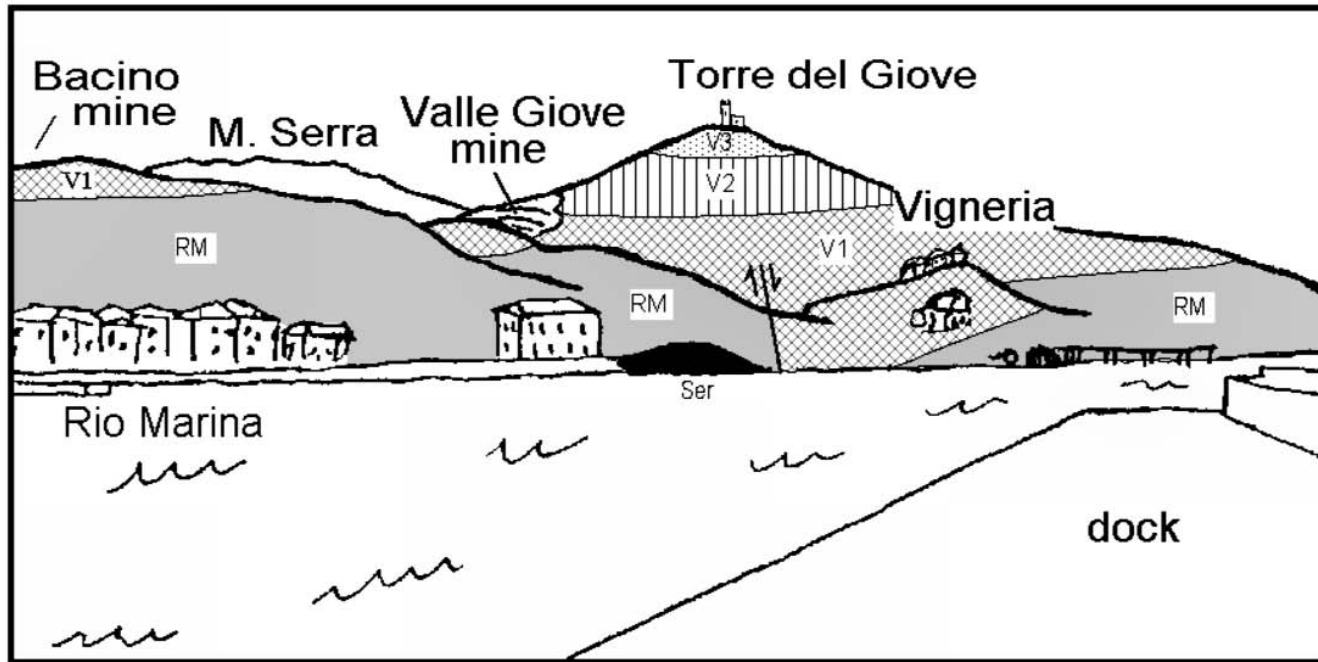 Torre del Giove
Bacino
mine
Valle Giove
mine
M. Serra
V3
V1
V2
Vigneria
RM
V1
RM
RM
Ser
Rio Marina
dock